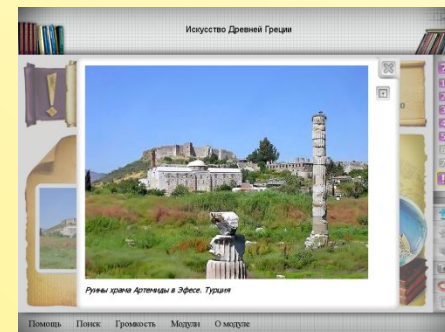 Искусство Древней Греции
Руины храма Артемиды в Эфесе. Турция
Помощь Поиск Громкость Модули О модуле